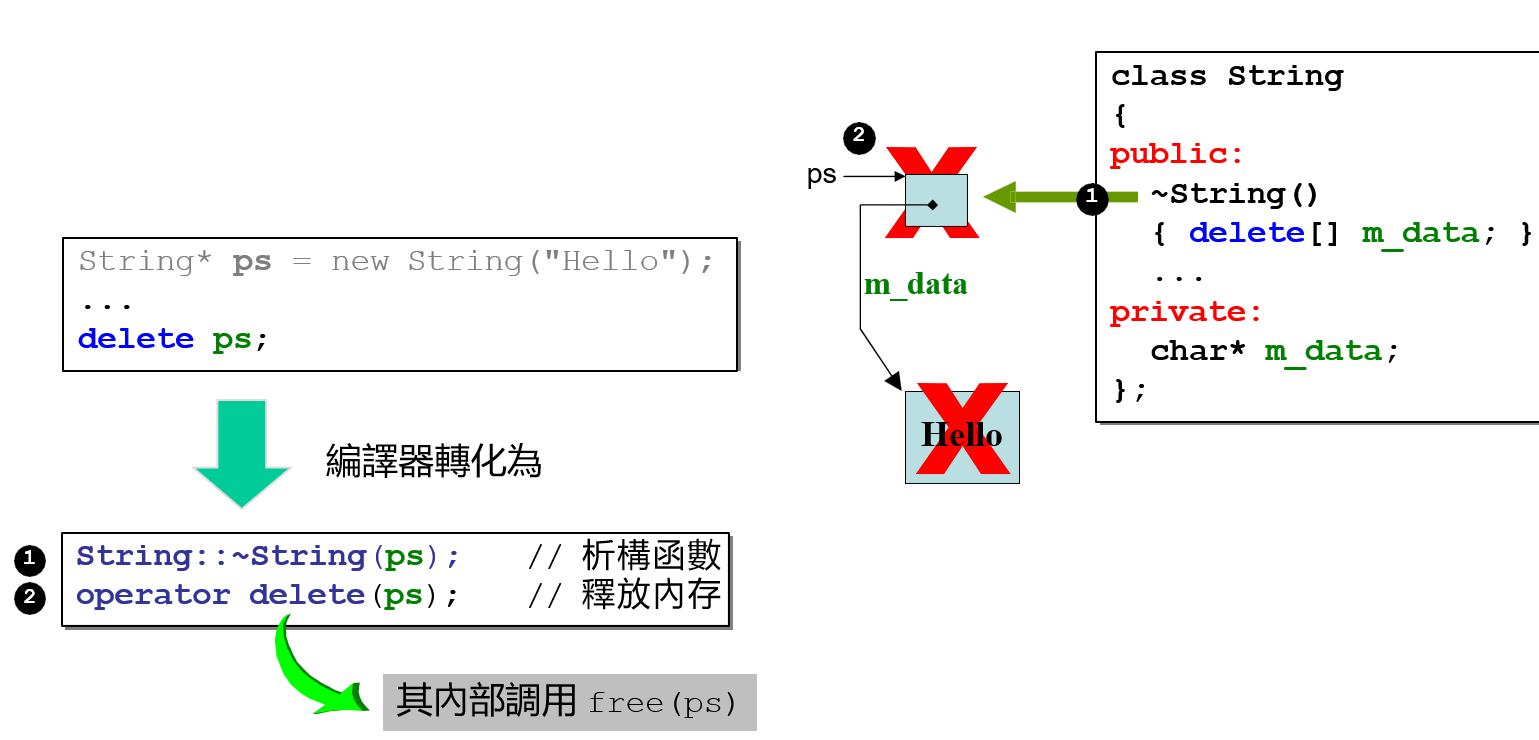 String* ps = new String("Hello");
...
delete ps;
編譯器轉化為
1 String::~String(ps); // 析構函數
2 operator delete(ps); // 釋放內存
其內部調用 free(ps)
2
ps
m_data
Hello
1
class String
{
public:
~String()
{ delete[] m_data; }
...
private:
char* m_data;
};